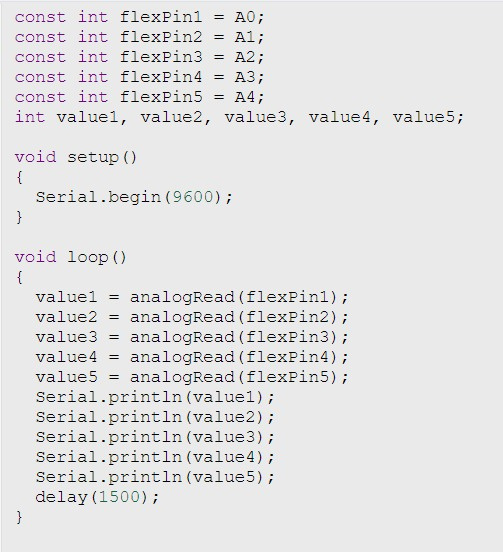 const int flexPin1 = A0;
const int flexPin2 = A1;
const int flexPin3 = A2;
const int flexPin4 = A3;
const int flexPin5 = A4;
int value1, value2, value3, value4, value5;

void setup()
{
  Serial.begin(9600);
}

void loop()
{
  value1 = analogRead(flexPin1);
  value2 = analogRead(flexPin2);
  value3 = analogRead(flexPin3);
  value4 = analogRead(flexPin4);
  value5 = analogRead(flexPin5);
  Serial.println(value1);
  Serial.println(value2);
  Serial.println(value3);
  Serial.println(value4);
  Serial.println(value5);
  delay(1500);
}